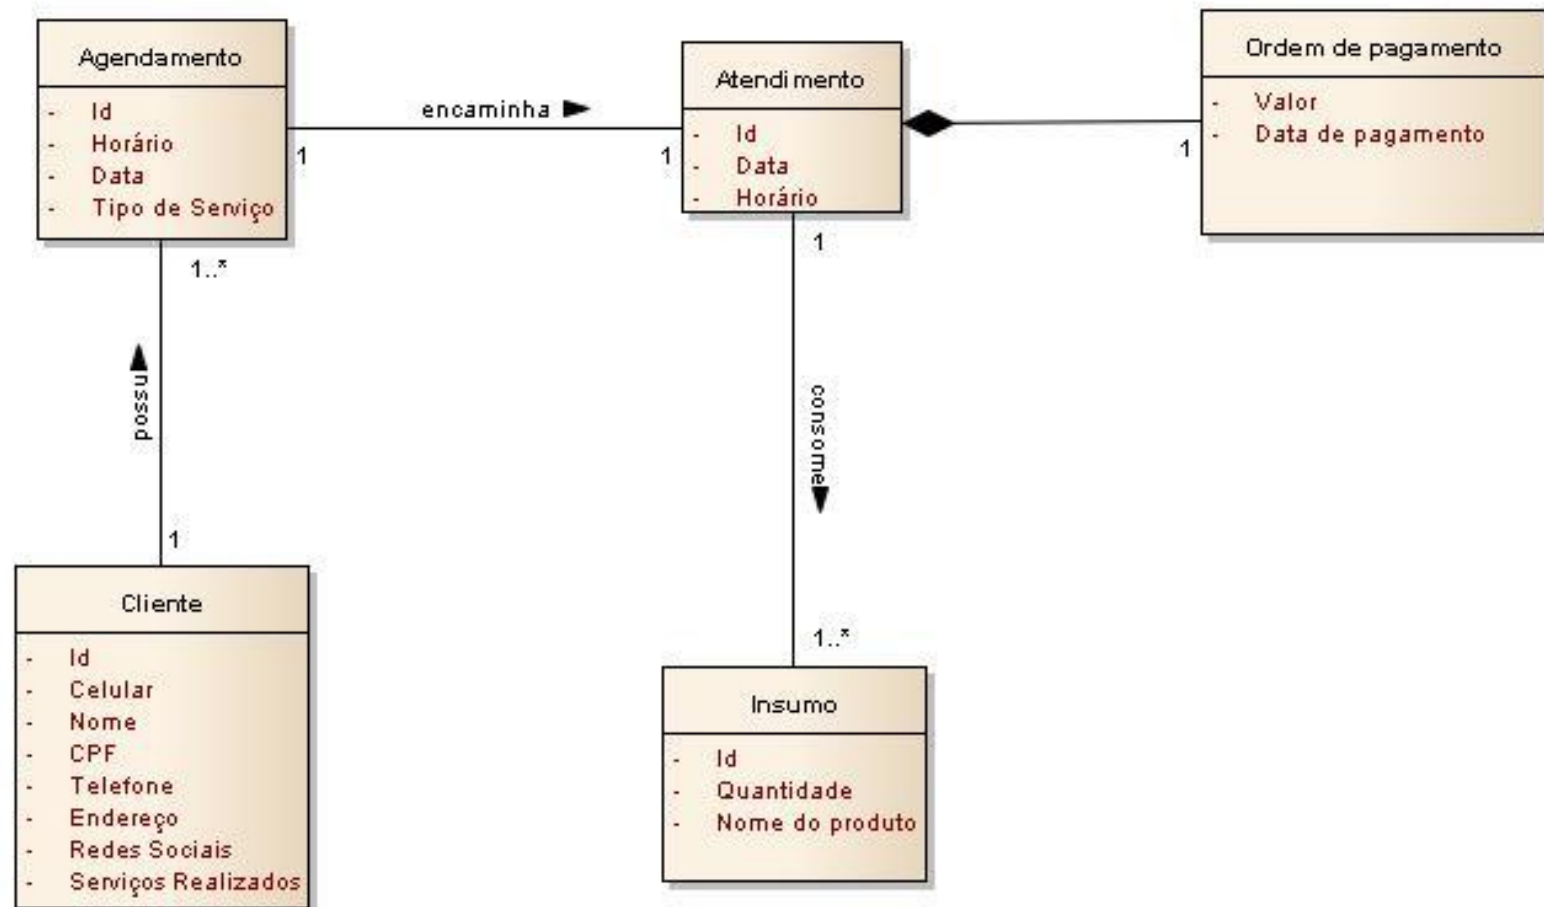 Agendamento
- Id
- Horário
- Data
- Tipo de Serviço
encaminha
1
1
Atendimento
- Id
- Data
- Horário
1
Ordem de pagamento
- Valor
- Data de pagamento
1..*
possui
1
1
consome
1..*
Cliente
- Id
- Celular
- Nome
- CPF
- Telefone
- Endereço
- Redes Sociais
- Serviços Realizados
Insumo
- Id
- Quantidade
- Nome do produto